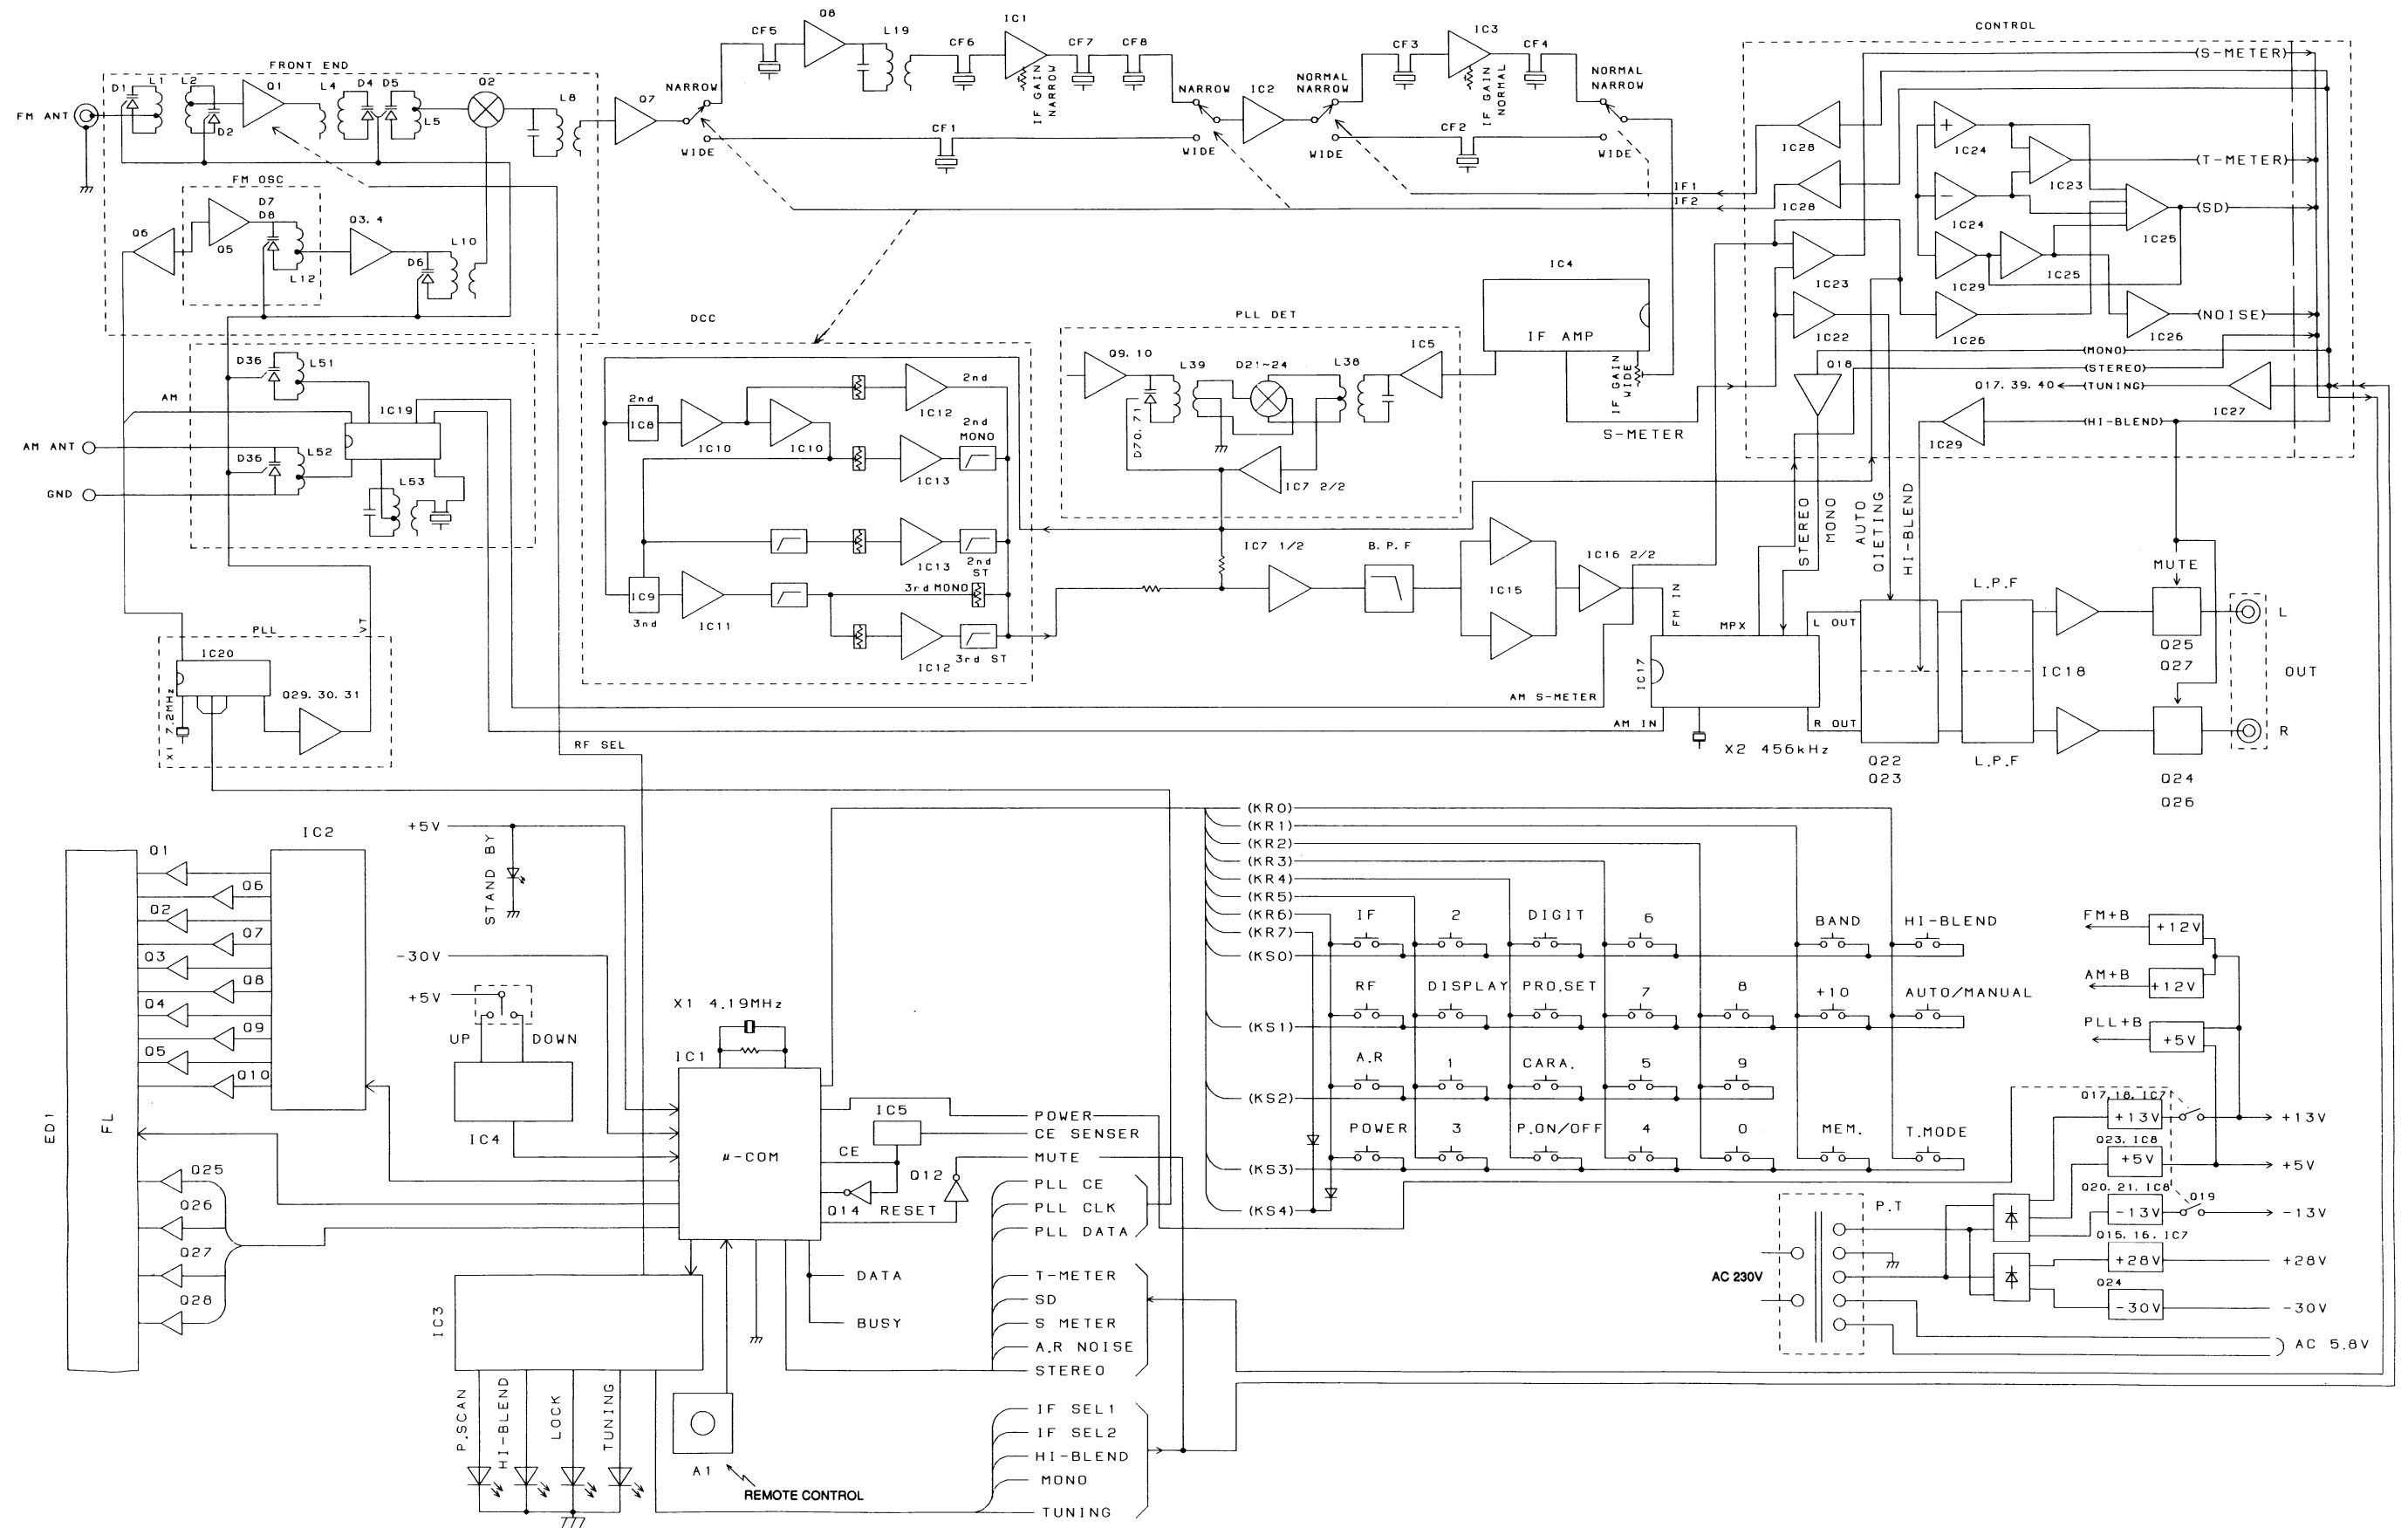 FRONT END
FM ANT
D1
L1
L2
D2
Q1
L4
D4
D5
L5
Q2
L8
FM OSC
Q6
Q5
D7
D8
L12
Q3.4
D6
L10
Q7
NARROW
WIDE
CF5
Q8
L19
CF6
IC1
IF GAIN
NARROW
CF7
CF8
CF1
NARROW
WIDE
IC2
NORMAL
NARROW
WIDE
CF3
IC3
IF GAIN
NORMAL
CF4
CF2
NORMAL
NARROW
WIDE
IF1
IF2
CONTROL
(S-METER)
IC28
IC28
IC24
IC24
IC23
(T-METER)
IC25
(SD)
IC29
IC25
IC23
IC22
IC26
IC26
(NOISE)
(MONO)
(STEREO)
Q17.39.40
(TUNING)
IC27
(HI-BLEND)
IC29
Q18
D36
L51
AM
IC19
AM ANT
D36
L52
GND
L53
DCC
2nd
IC8
IC10
IC10
IC12
2nd
2nd
MONO
IC13
IC13
2nd
ST
IC9
3nd
IC11
3rd MONO
IC12
3rd ST
PLL DET
Q9.10
L39
D21~24
L38
IC5
D70.71
IC7 2/2
IC4
IF AMP
IF GAIN
WIDE
S-METER
IC7 1/2
B.P.F
IC15
IC16 2/2
FM IN
AM S-METER
AM IN
MPX
IC17
L OUT
R OUT
X2 456kHz
STEREO
MONO
AUTO
QIETING
HI-BLEND
Q22
Q23
L.P.F
L.P.F
IC18
MUTE
Q25
Q27
Q24
Q26
L
OUT
R
PLL
VT
IC20
X1 7.2MHz
Q29.30.31
RF SEL
ED1
FL
Q1
Q6
Q2
Q7
Q3
Q8
Q4
Q9
Q5
Q10
IC2
Q25
Q26
Q27
Q28
+5V
STAND BY
-30V
+5V
UP
DOWN
IC4
X1 4.19MHz
IC1
μ-COM
IC5
CE
Q14
RESET
Q12
POWER
CE SENSER
MUTE
PLL CE
PLL CLK
PLL DATA
DATA
BUSY
T-METER
SD
S METER
A.R NOISE
STEREO
IF SEL1
IF SEL2
HI-BLEND
MONO
TUNING
IC3
P.SCAN
HI-BLEND
LOCK
TUNING
A1
REMOTE CONTROL
(KR0)
(KR1)
(KR2)
(KR3)
(KR4)
(KR5)
(KR6)
(KR7)
(KS0)
(KS1)
(KS2)
(KS3)
(KS4)
IF
2
DIGIT
6
BAND
HI-BLEND
RF
DISPLAY
PRO.SET
7
8
+10
AUTO/MANUAL
A.R
1
CARA.
5
9
POWER
3
P.ON/OFF
4
0
MEM.
T.MODE
FM+B
+12V
AM+B
+12V
PLL+B
+5V
Q17.18.IC7
+13V
+13V
Q23.IC8
+5V
+5V
Q20.21.IC8
-13V
Q19
-13V
Q15.16.IC7
+28V
+28V
Q24
-30V
-30V
P.T
AC 230V
AC 5.8V